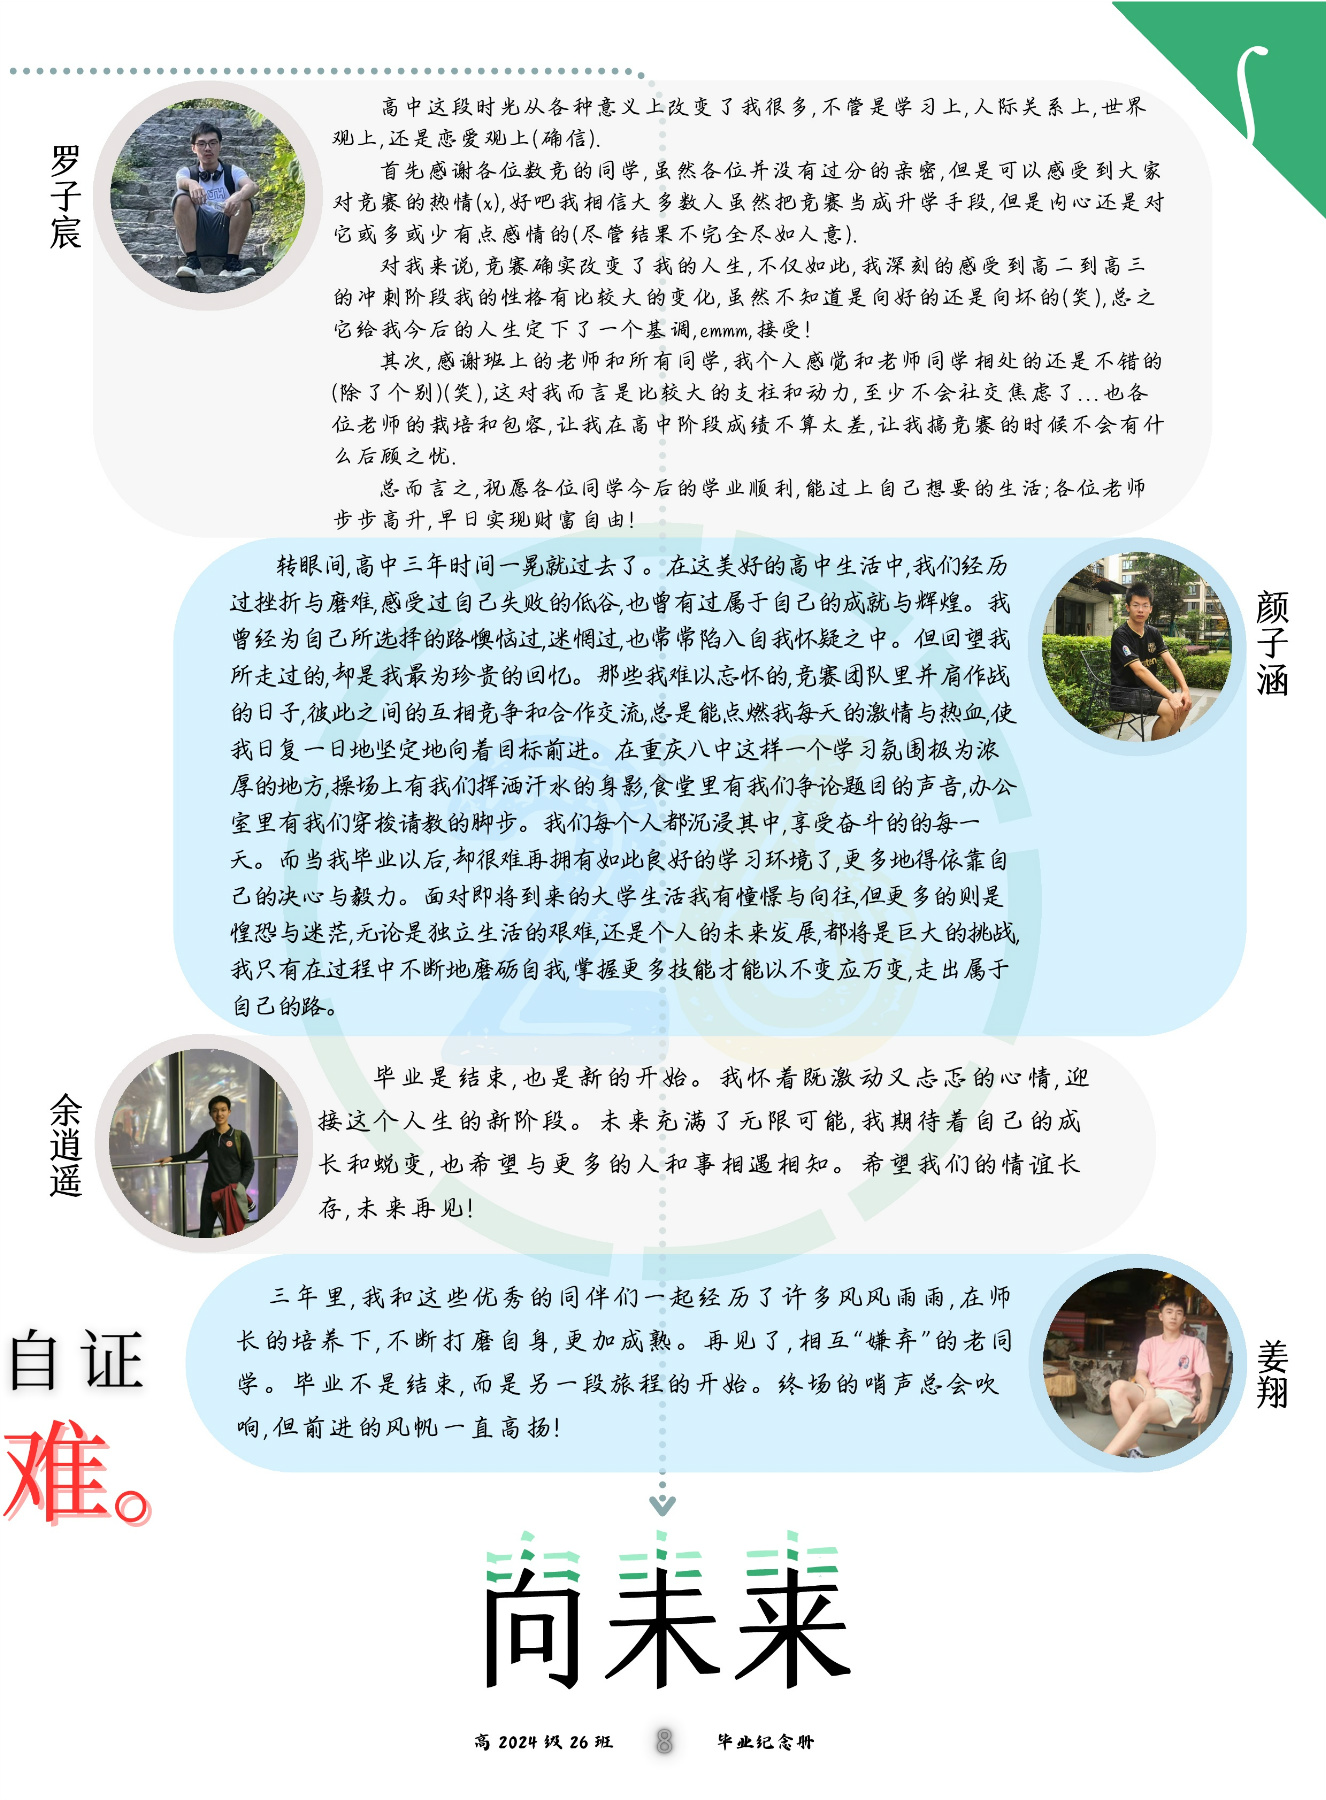 ∫
罗子宸
高中这段时光从各种意义上改变了我很多,不管是学习上,人际关系上,世界
观上,还是恋爱观上(确信).
首先感谢各位数竞的同学,虽然各位并没有过分的亲密,但是可以感受到大家
对竞赛的热情(x),好吧我相信大多数人虽然把竞赛当成升学手段,但是内心还是对
它或多或少有点感情的(尽管结果不完全尽如人意).
对我来说,竞赛确实改变了我的人生,不仅如此,我深刻的感受到高二到高三
的冲刺阶段我的性格有比较大的变化,虽然不知道是向好的还是向坏的(笑),总之
它给我今后的人生定下了一个基调,emmm,接受!
其次,感谢班上的老师和所有同学,我个人感觉和老师同学相处的还是不错的
(除了个别)(笑),这对我而言是比较大的支柱和动力,至少不会社交焦虑了...也各
位老师的栽培和包容,让我在高中阶段成绩不算太差,让我搞竞赛的时候不会有什
么后顾之忧.
总而言之,祝愿各位同学今后的学业顺利,能过上自己想要的生活;各位老师
步步高升,早日实现财富自由!
颜子涵
转眼间,高中三年时间一晃就过去了。在这美好的高中生活中,我们经历
过挫折与磨难,感受过自己失败的低谷,也曾有过属于自己的成就与辉煌。我
曾经为自己所选择的路懊恼过,迷惘过,也常常陷入自我怀疑之中。但回望我
所走过的,却是我最为珍贵的回忆。那些我难以忘怀的,竞赛团队里并肩作战
的日子,彼此之间的互相竞争和合作交流,总是能点燃我每天的激情与热血,使
我日复一日地坚定地向着目标前进。在重庆八中这样一个学习氛围极为浓
厚的地方,操场上有我们挥洒汗水的身影,食堂里有我们争论题目的声音,办公
室里有我们穿梭请教的脚步。我们每个人都沉浸其中,享受奋斗的的每一
天。而当我毕业以后,却很难再拥有如此良好的学习环境了,更多地得依靠自
己的决心与毅力。面对即将到来的大学生活我有憧憬与向往,但更多的则是
惶恐与迷茫,无论是独立生活的艰难,还是个人的未来发展,都将是巨大的挑战,
我只有在过程中不断地磨砺自我,掌握更多技能才能以不变应万变,走出属于
自己的路。
26
余逍遥
毕业是结束,也是新的开始。我怀着既激动又忐忑的心情,迎
接这个人生的新阶段。未来充满了无限可能,我期待着自己的成
长和蜕变,也希望与更多的人和事相遇相知。希望我们的情谊长
存,未来再见!
姜翔
三年里,我和这些优秀的同伴们一起经历了许多风风雨雨,在师
长的培养下,不断打磨自身,更加成熟。再见了,相互“嫌弃”的老同
学。毕业不是结束,而是另一段旅程的开始。终场的哨声总会吹
响,但前进的风帆一直高扬!
自证
难。
向未来
高 2024 级 26 班 8 毕业纪念册